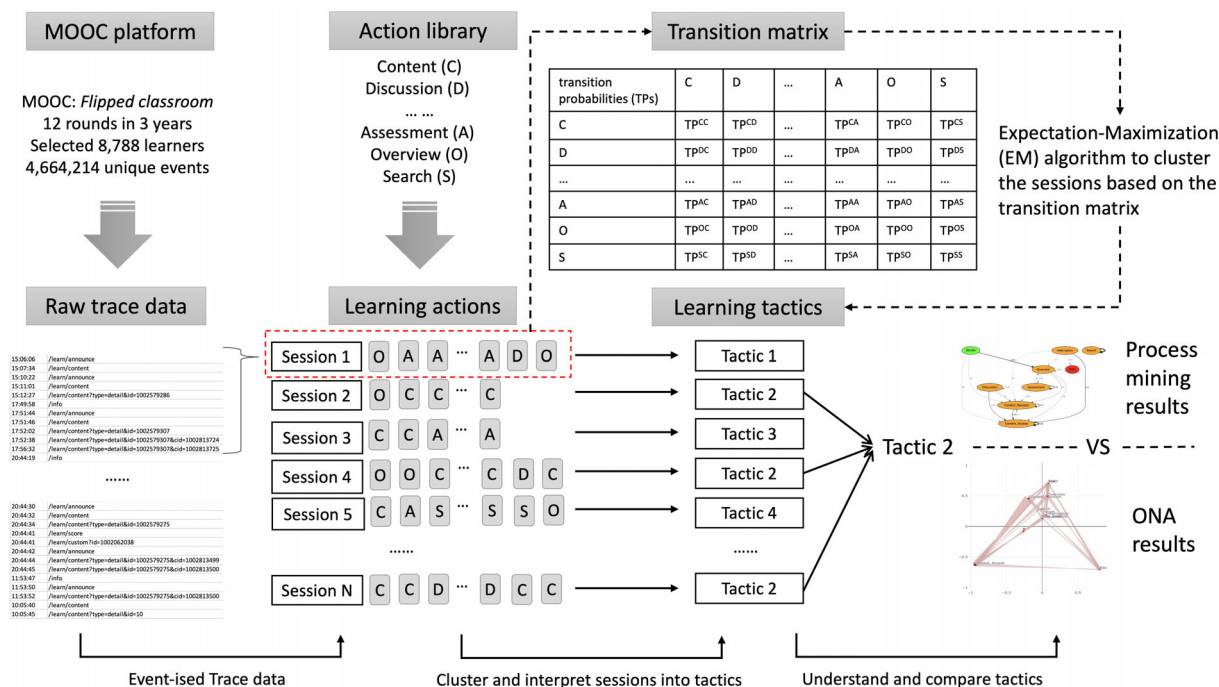 MOOC platform
MOOC: Flipped classroom
12 rounds in 3 years
Selected 8,788 learners
4,664,214 unique events
Action library
Content (C)
Discussion (D)
... ...
Assessment (A)
Overview (O)
Search (S)
Transition matrix
transition probabilities (TPs) C D ... A O S
C TP^CC TP^CD ... TP^CA TP^CO TP^CS
D TP^DC TP^DD ... TP^DA TP^DO TP^DS
... ... ... ... ... ... ...
A TP^AC TP^AD ... TP^AA TP^AO TP^AS
O TP^OC TP^OD ... TP^OA TP^OO TP^OS
S TP^SC TP^SD ... TP^SA TP^SO TP^SS
Expectation-Maximization
(EM) algorithm to cluster
the sessions based on the
transition matrix
Raw trace data
15:06:06 /learn/announce
15:07:34 /learn/content
15:10:22 /learn/announce
15:11:01 /learn/content
15:12:27 /learn/content?type=detail&id=1002579286
17:49:58 /info
17:51:44 /learn/announce
17:51:46 /learn/content
17:52:02 /learn/content?type=detail&id=1002579307
17:52:38 /learn/content?type=detail&id=1002579307&cid=1002813724
17:56:32 /learn/content?type=detail&id=1002579307&cid=1002813725
20:44:19 /info
......
20:44:30 /learn/announce
20:44:32 /learn/content
20:44:34 /learn/content?type=detail&id=1002579275
20:44:41 /learn/score
20:44:41 /learn/custom?id=1002062038
20:44:42 /learn/announce
20:44:44 /learn/content?type=detail&id=1002579275&cid=1002813499
20:44:45 /learn/content?type=detail&id=1002579275&cid=1002813500
11:53:47 /info
11:53:50 /learn/announce
11:53:52 /learn/content?type=detail&id=1002579275&cid=1002813500
10:05:40 /learn/content
10:05:45 /learn/content?type=detail&id=10
Learning actions
Session 1 O A A ... A D O
Session 2 O C C ... C
Session 3 C C A ... A
Session 4 O O C ... C D C
Session 5 C A S ... S S O
......
Session N C C D ... D C C
Learning tactics
Tactic 1
Tactic 2
Tactic 3
Tactic 2
Tactic 4
......
Tactic 2
Tactic 2
Process
mining
results
VS
ONA
results
Event-ised Trace data
Cluster and interpret sessions into tactics
Understand and compare tactics